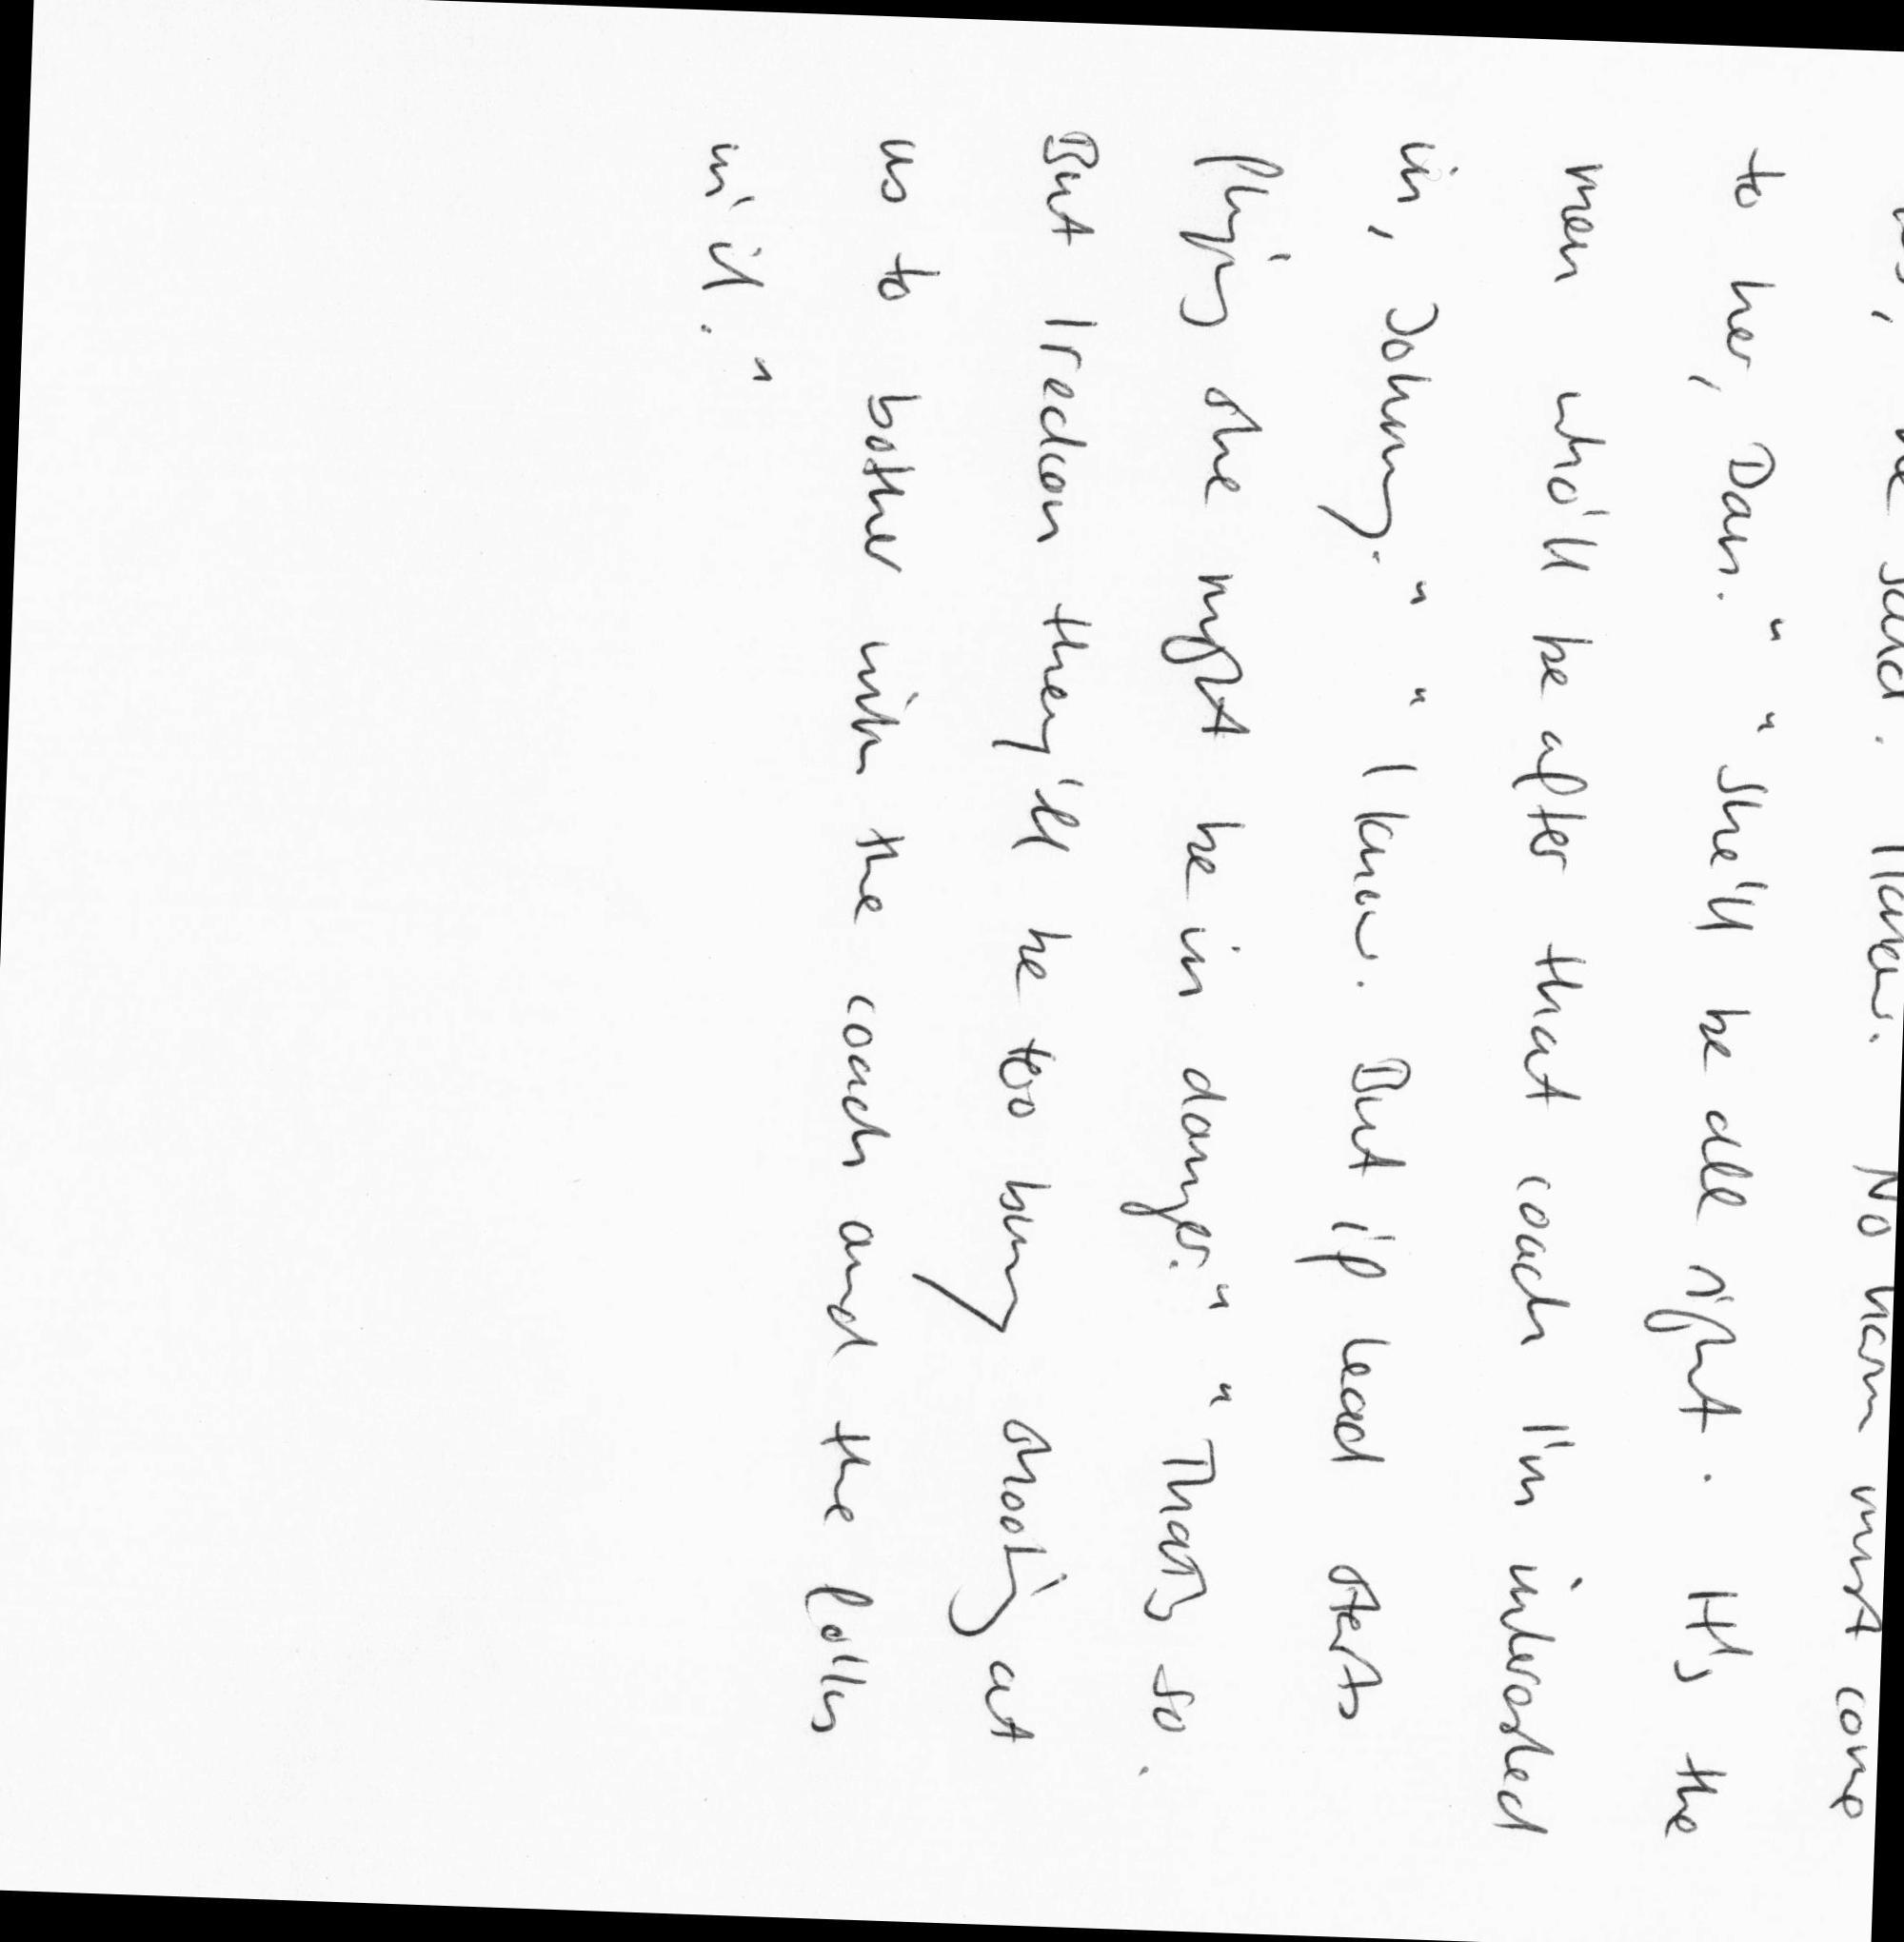 he said. No harm must come
to her, Dan." "She'll be all right. It's the
men who'll be after that coach I'm interested
in, Johnny." "I know. But if lead starts
flying she might be in danger." "That's so.
But I reckon they'll be too busy shooting at
us to bother with the coach and the folks
in it."